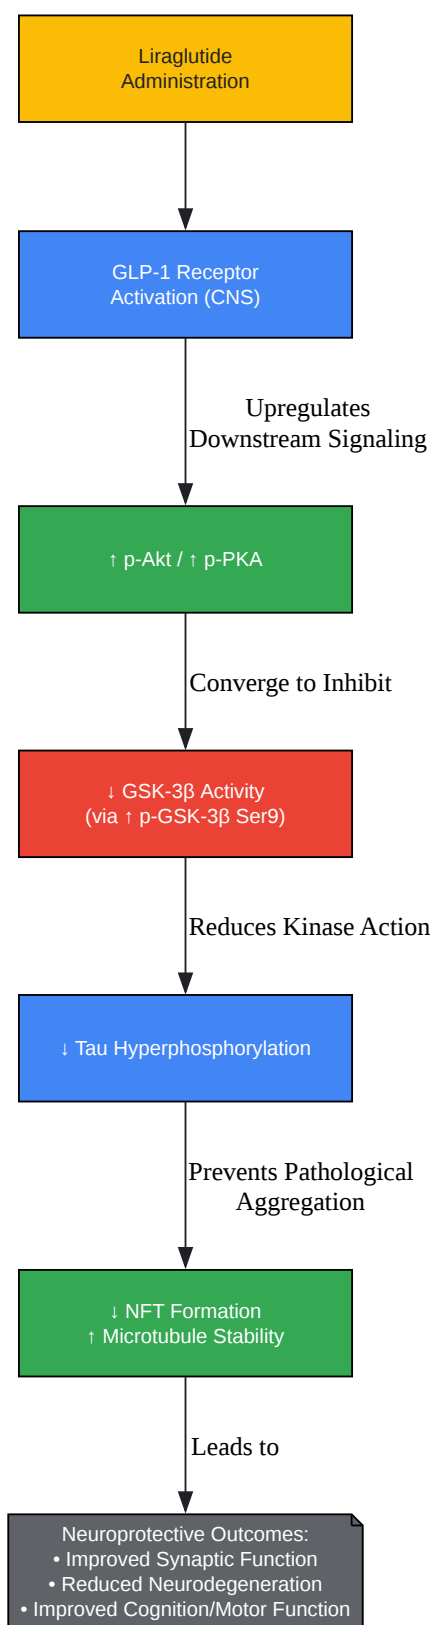 Liraglutide
Administration
GLP-1 Receptor
Activation (CNS)
Upregulates
Downstream Signaling
↑ p-Akt / ↑ p-PKA
Converge to Inhibit
↓ GSK-3β Activity
(via ↑ p-GSK-3β Ser9)
Reduces Kinase Action
↓ Tau Hyperphosphorylation
Prevents Pathological
Aggregation
↓ NFT Formation
↑ Microtubule Stability
Leads to
Neuroprotective Outcomes:
• Improved Synaptic Function
• Reduced Neurodegeneration
• Improved Cognition/Motor Function